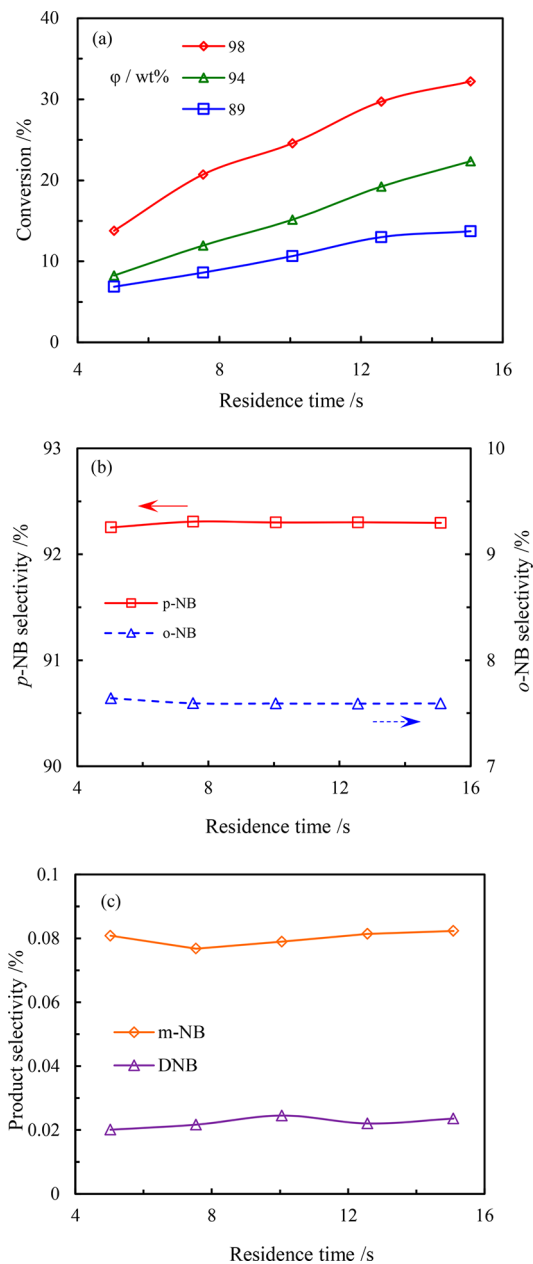 (a)
φ / wt%
98
94
89
Conversion /%
40
30
20
10
0
4 8 12 16
Residence time /s
(b)
p-NB
o-NB
p-NB selectivity /%
93
92
91
90
o-NB selectivity /%
10
9
8
7
4 8 12 16
Residence time /s
(c)
m-NB
DNB
Product selectivity /%
0.1
0.08
0.06
0.04
0.02
0
4 8 12 16
Residence time /s